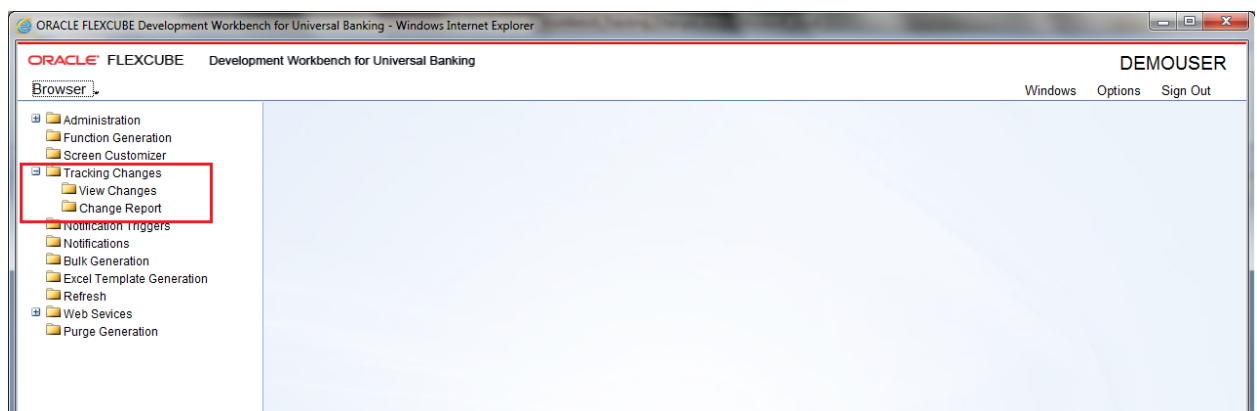 ORACLE FLEXCUBE Development Workbench for Universal Banking - Windows Internet Explorer
ORACLE® FLEXCUBE Development Workbench for Universal Banking DEMOUSER
Browser Windows Options Sign Out
Administration
Function Generation
Screen Customizer
Tracking Changes
View Changes
Change Report
Notification Triggers
Notifications
Bulk Generation
Excel Template Generation
Refresh
Web Sevices
Purge Generation